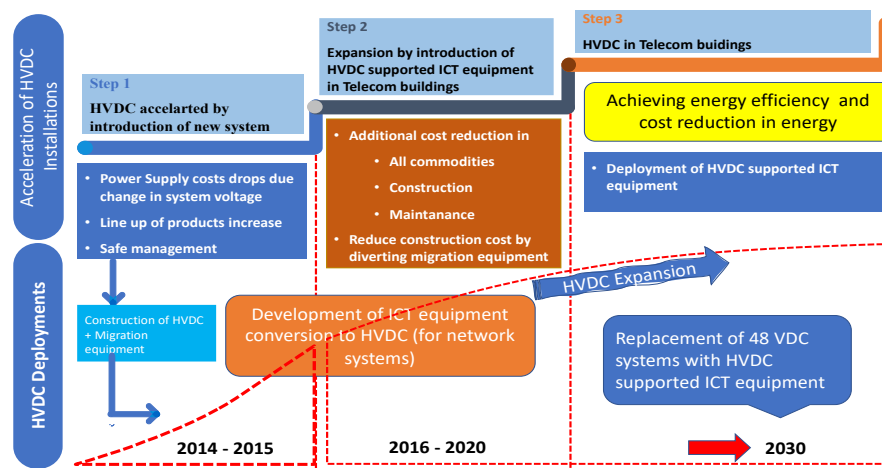 Acceleration of HVDC
Installations
Step 1
HVDC accelarted by
introduction of new system
• Power Supply costs drops due
change in system voltage
• Line up of products increase
• Safe management
Step 2
Expansion by introduction of
HVDC supported ICT equipment
in Telecom buildings
• Additional cost reduction in
• All commodities
• Construction
• Maintanance
• Reduce construction cost by
diverting migration equipment
Step 3
HVDC in Telecom buidings
Achieving energy efficiency and
cost reduction in energy
• Deployment of HVDC supported ICT
equipment
HVDC Deployments
Construction of HVDC
+ Migration
equipment
Development of ICT equipment
conversion to HVDC (for network
systems)
HVDC Expansion
Replacement of 48 VDC
systems with HVDC
supported ICT equipment
2014 - 2015
2016 - 2020
2030